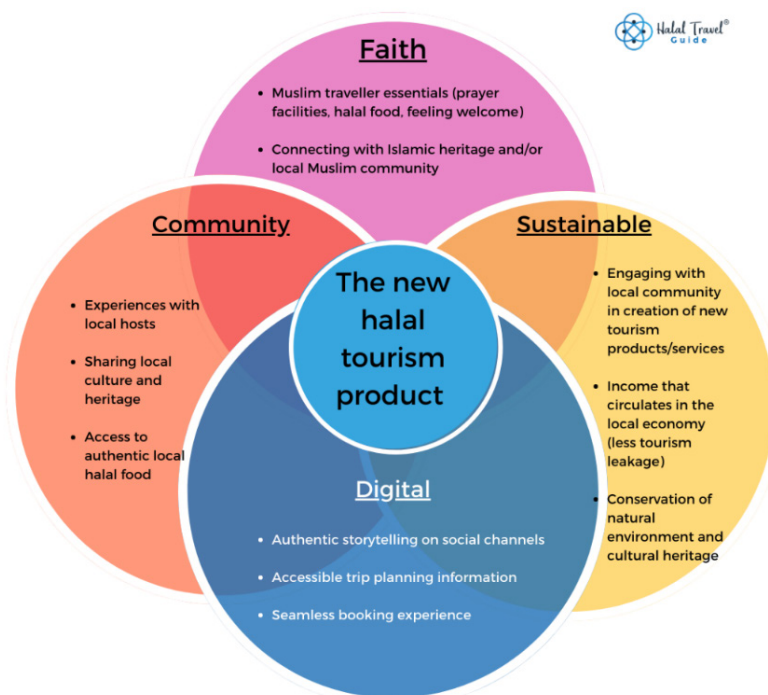 Halal Travel®
Guide
Faith
• Muslim traveller essentials (prayer
facilities, halal food, feeling welcome)
• Connecting with Islamic heritage and/or
local Muslim community
Community
• Experiences with
local hosts
• Sharing local
culture and
heritage
• Access to
authentic local
halal food
The new
halal
tourism
product
Sustainable
• Engaging with
local community
in creation of new
tourism
products/services
• Income that
circulates in the
local economy
(less tourism
leakage)
• Conservation of
natural
environment and
cultural heritage
Digital
• Authentic storytelling on social channels
• Accessible trip planning information
• Seamless booking experience